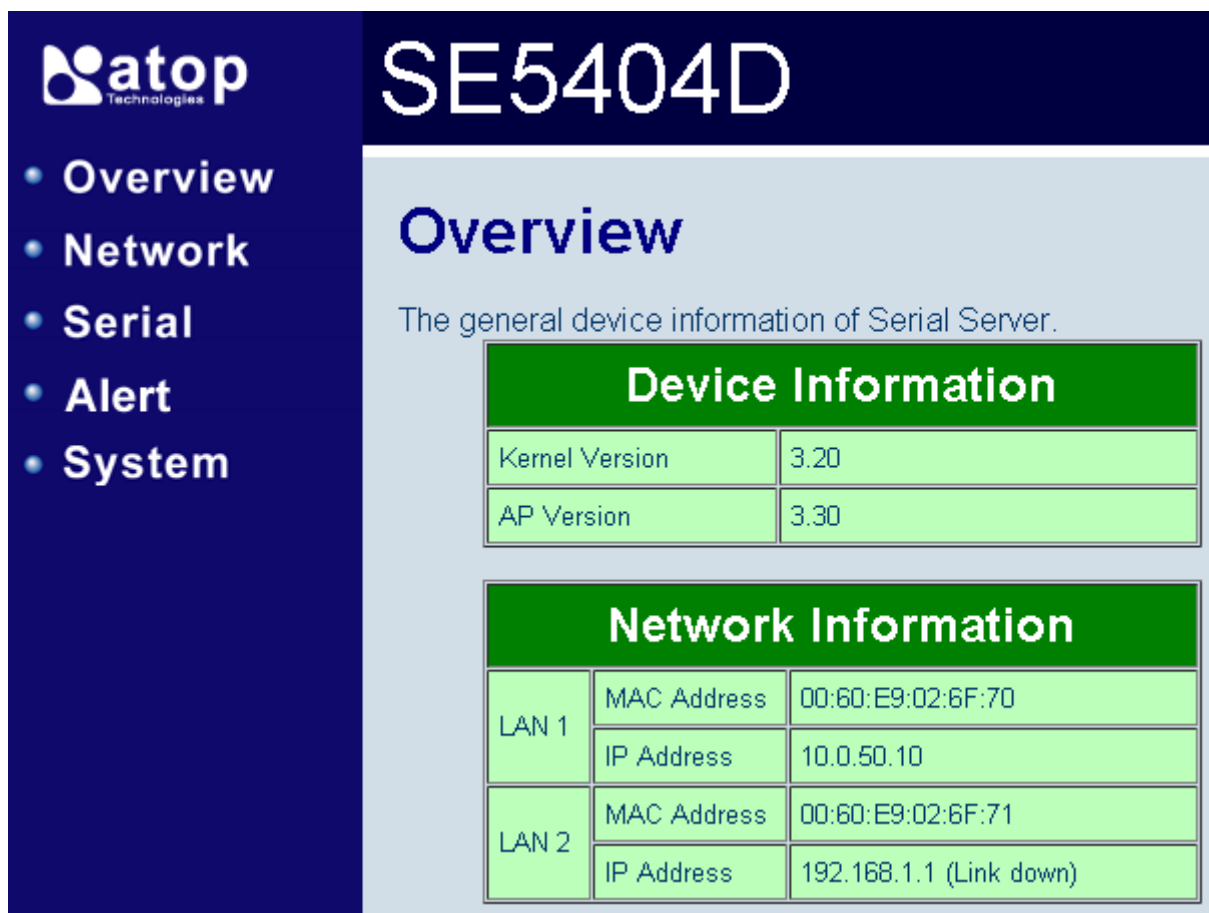 atop
Technologies
SE5404D
Overview
Network
Serial
Alert
System
Overview
The general device information of Serial Server.
Device Information
Kernel Version 3.20
AP Version 3.30
Network Information
LAN 1
MAC Address 00:60:E9:02:6F:70
IP Address 10.0.50.10
LAN 2
MAC Address 00:60:E9:02:6F:71
IP Address 192.168.1.1 (Link down)